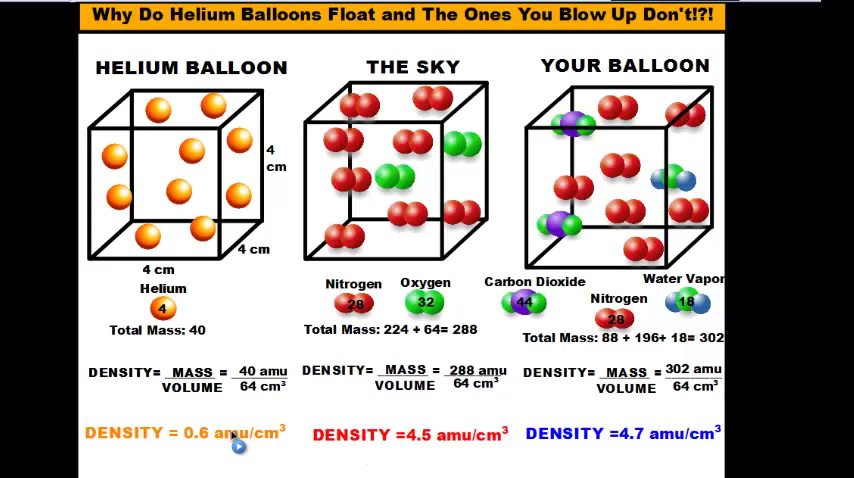 Why Do Helium Balloons Float and The Ones You Blow Up Don't!?!
HELIUM BALLOON
4
cm
4 cm
4 cm
Helium
4
Total Mass: 40
DENSITY= MASS = 40 amu
VOLUME 64 cm³
DENSITY = 0.6 amu/cm³
THE SKY
Nitrogen Oxygen
28 32
Total Mass: 224 + 64= 288
DENSITY= MASS = 288 amu
VOLUME 64 cm³
DENSITY =4.5 amu/cm³
YOUR BALLOON
Carbon Dioxide
44
Nitrogen
28
Water Vapor
18
Total Mass: 88 + 196+ 18= 302
DENSITY= MASS = 302 amu
VOLUME 64 cm³
DENSITY =4.7 amu/cm³